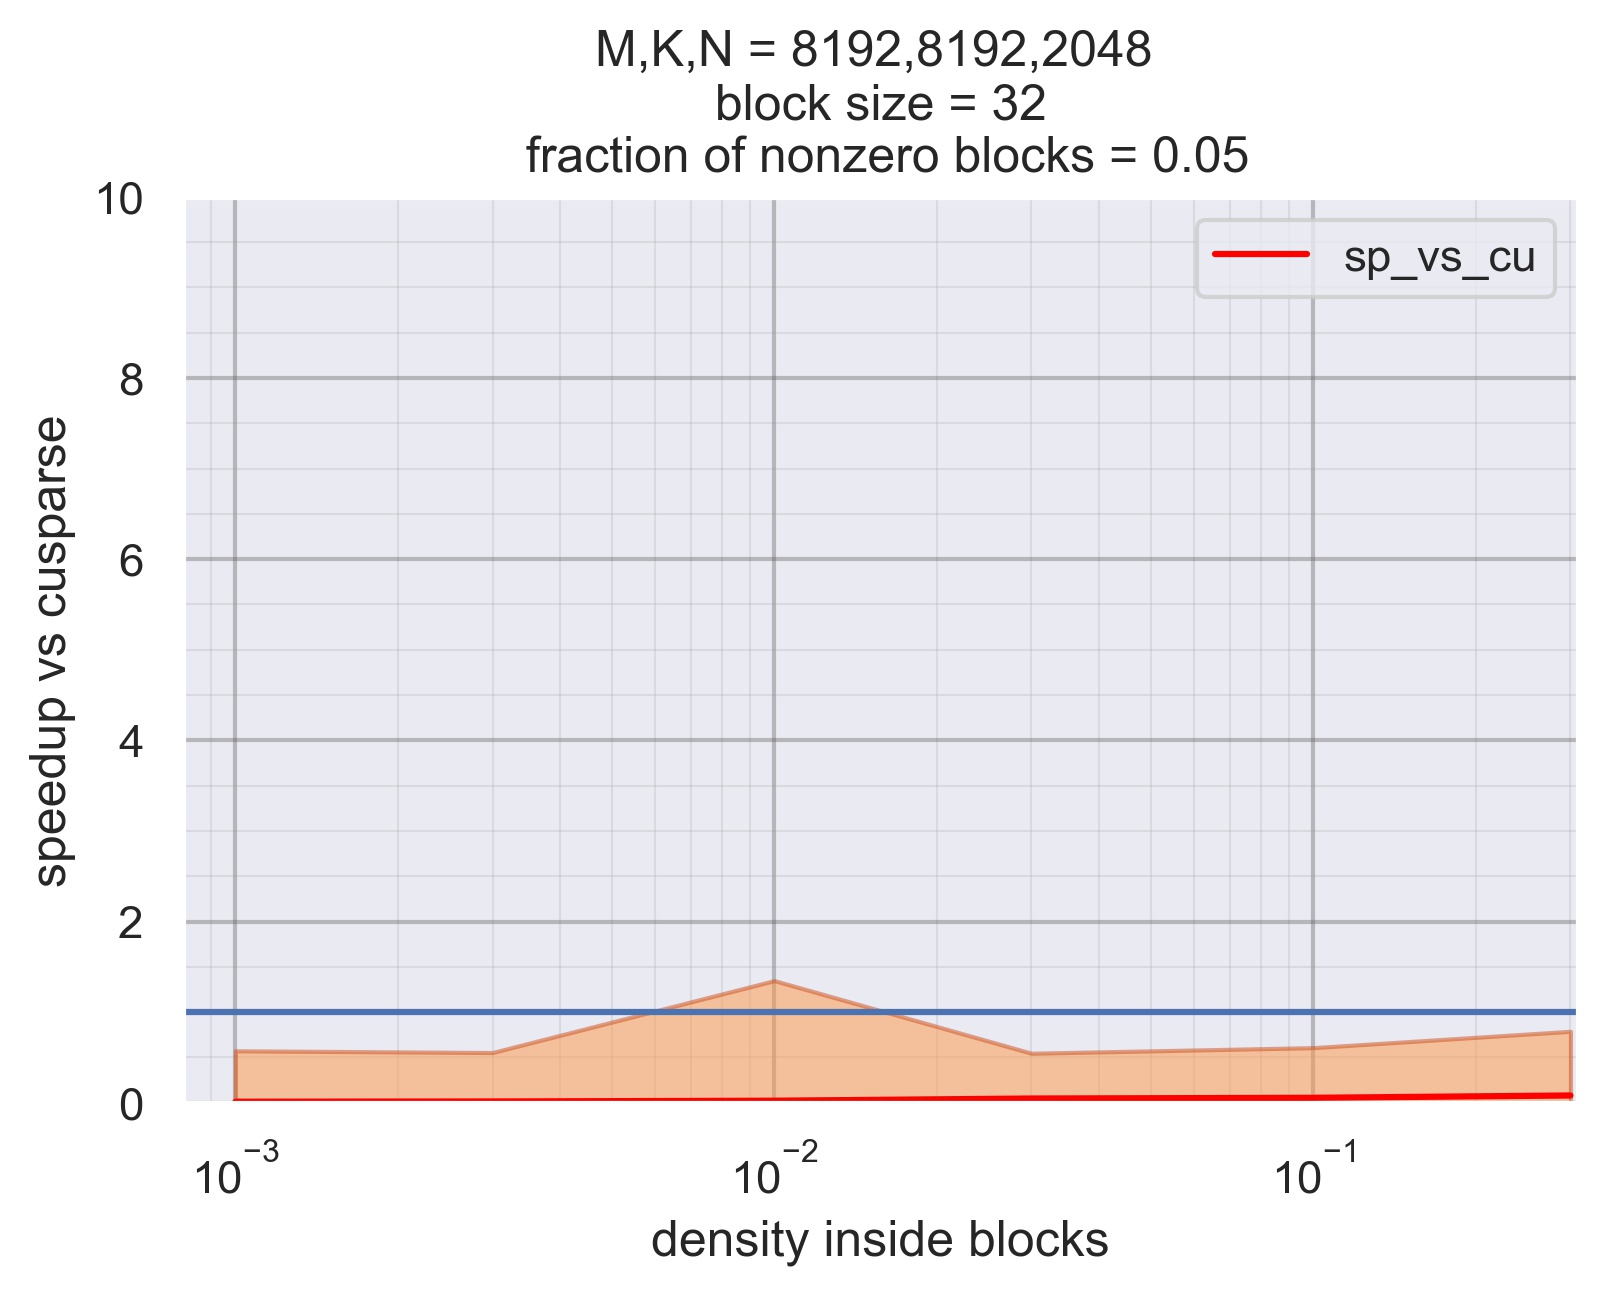 M,K,N = 8192,8192,2048
block size = 32
fraction of nonzero blocks = 0.05
10
8
6
4
2
0
speedup vs cusparse
sp_vs_cu
10⁻³ 10⁻² 10⁻¹
density inside blocks